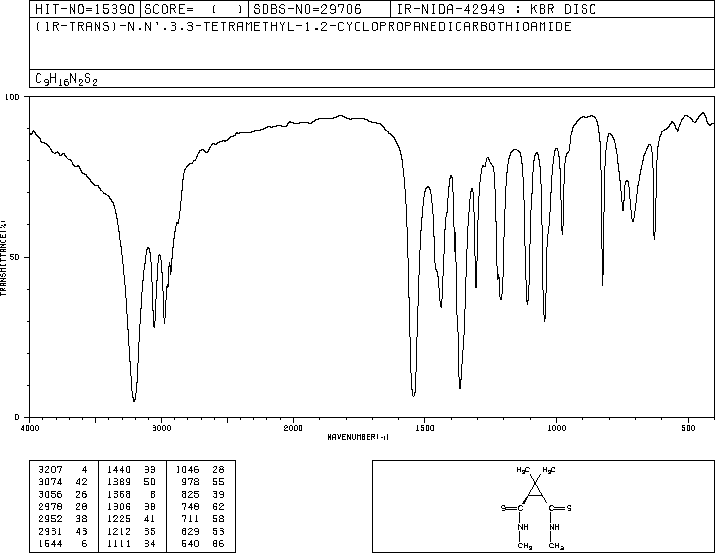 HIT-NO=15390 SCORE= ( ) SDBS-NO=29706 IR-NIDA-42949 : KBR DISC
(1R-TRANS)-N.N'.3.3-TETRAMETHYL-1.2-CYCLOPROPANEDICARBOTHIOAMIDE
C9H16N2S2
100
50
0
TRANSMITTANCE(%)
4000 3000 2000 1500 1000 500
WAVENUMBER(-1)
3207 4 1440 33 1046 28
3074 42 1389 50 978 55
3056 26 1368 8 825 39
2978 28 1306 38 748 62
2952 38 1225 41 711 58
2931 43 1212 35 629 53
1544 6 1111 34 540 86
H3C CH3
S C C S
NH NH
CH3 CH3